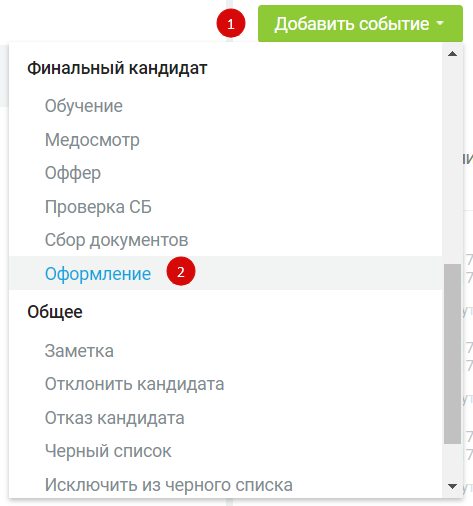 1
Добавить событие
Финальный кандидат
Обучение
Медосмотр
Оффер
Проверка СБ
Сбор документов
Оформление 2
Общее
Заметка
Отклонить кандидата
Отказ кандидата
Черный список
Исключить из черного списка